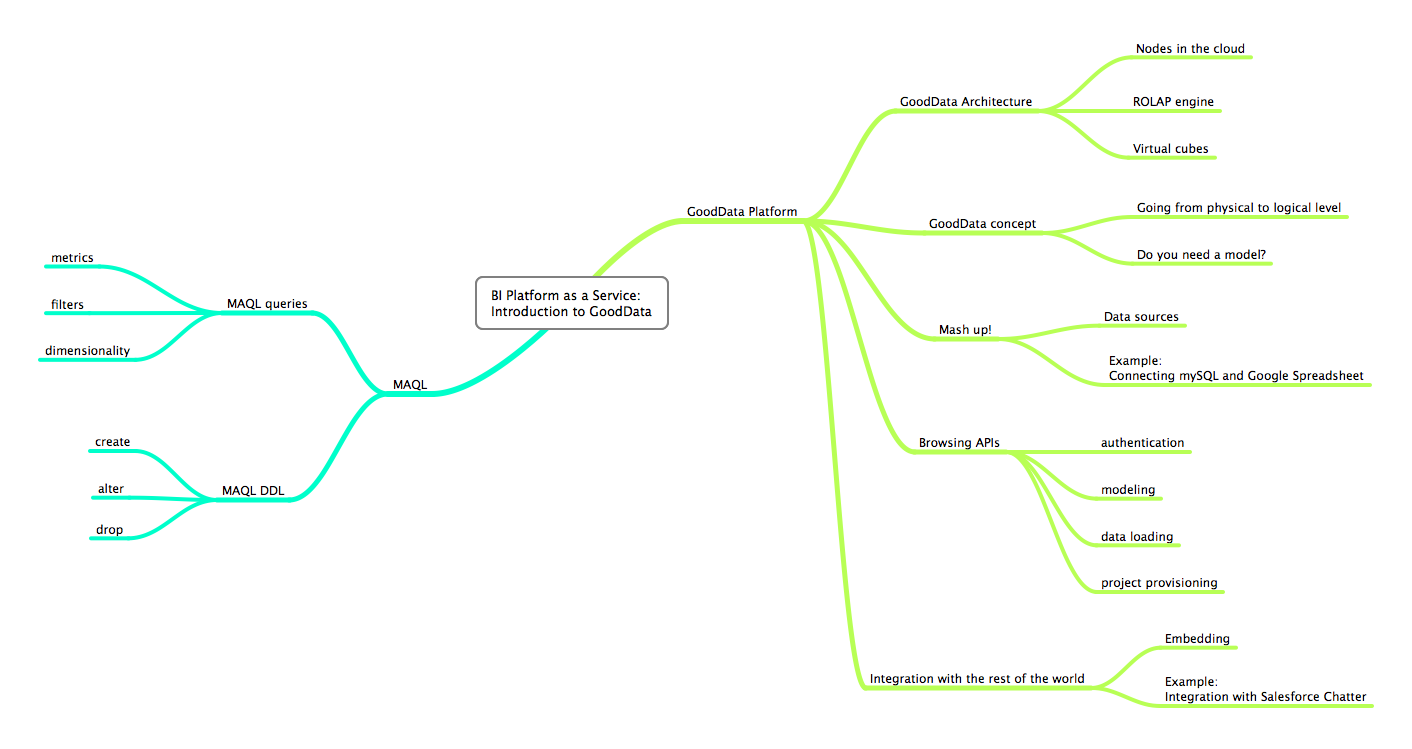 BI Platform as a Service:
Introduction to GoodData
GoodData Platform
GoodData Architecture
Nodes in the cloud
ROLAP engine
Virtual cubes
GoodData concept
Going from physical to logical level
Do you need a model?
Mash up!
Data sources
Example:
Connecting mySQL and Google Spreadsheet
Browsing APIs
authentication
modeling
data loading
project provisioning
Integration with the rest of the world
Embedding
Example:
Integration with Salesforce Chatter
MAQL
MAQL queries
metrics
filters
dimensionality
MAQL DDL
create
alter
drop